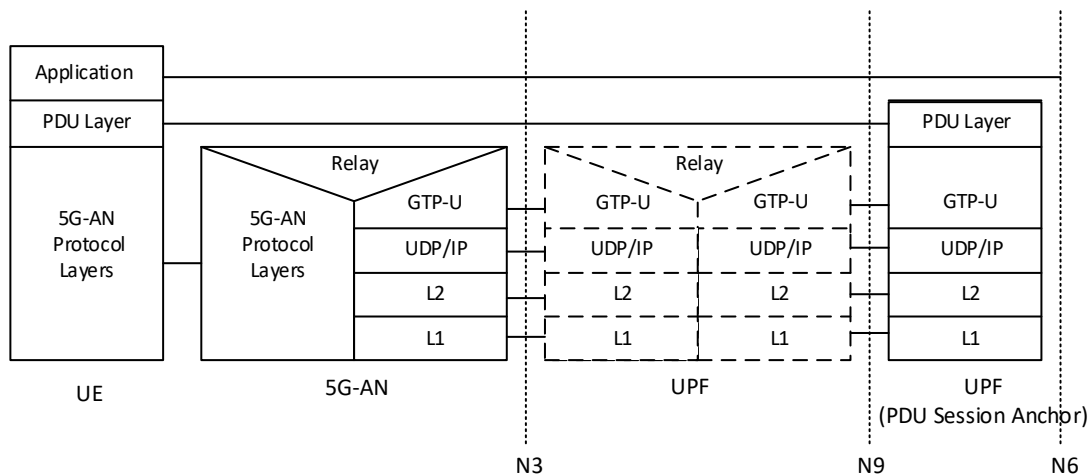 Application
PDU Layer
PDU Layer
Relay
Relay
5G-AN
Protocol
Layers
5G-AN
Protocol
Layers
GTP-U
GTP-U
GTP-U
GTP-U
UDP/IP
UDP/IP
UDP/IP
UDP/IP
L2
L2
L2
L2
L1
L1
L1
L1
UE
5G-AN
UPF
UPF
(PDU Session Anchor)
N3
N9
N6